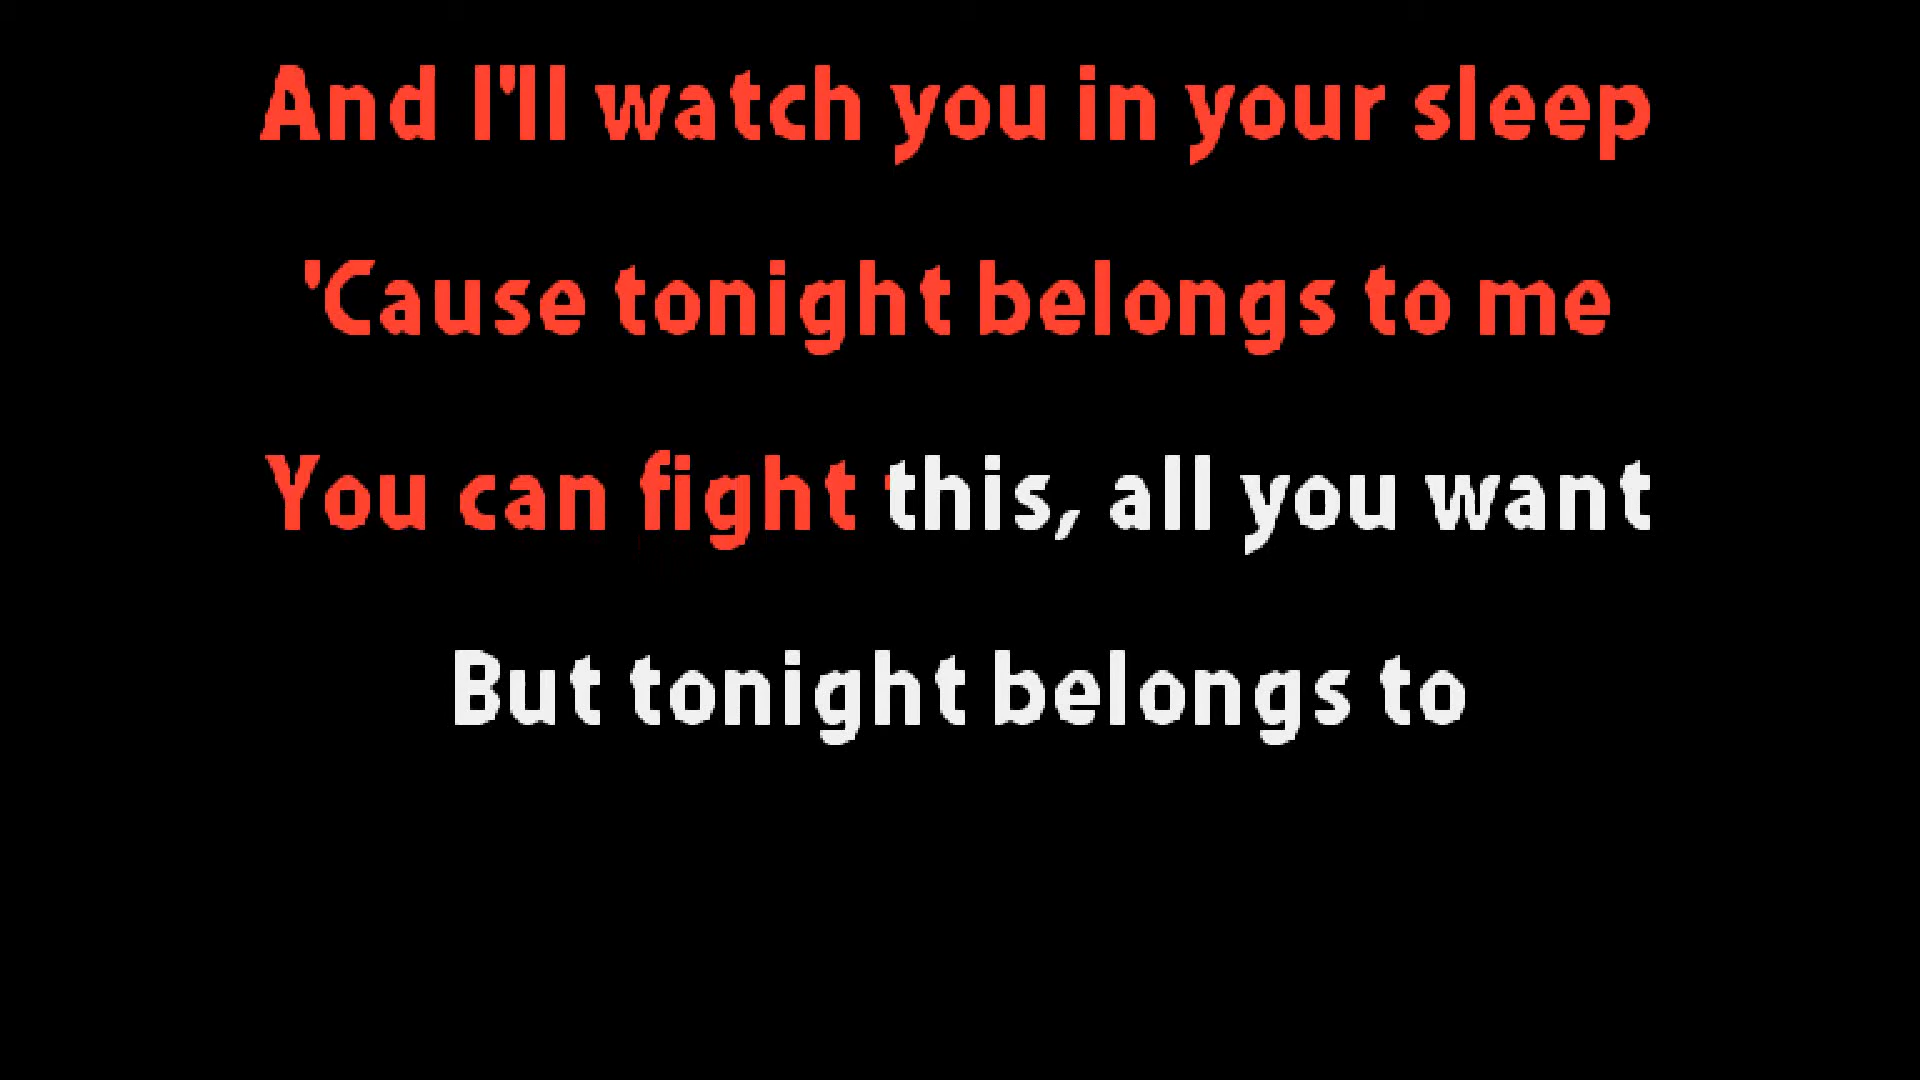 And I'll watch you in your sleep
'Cause tonight belongs to me
You can fight this, all you want
But tonight belongs to